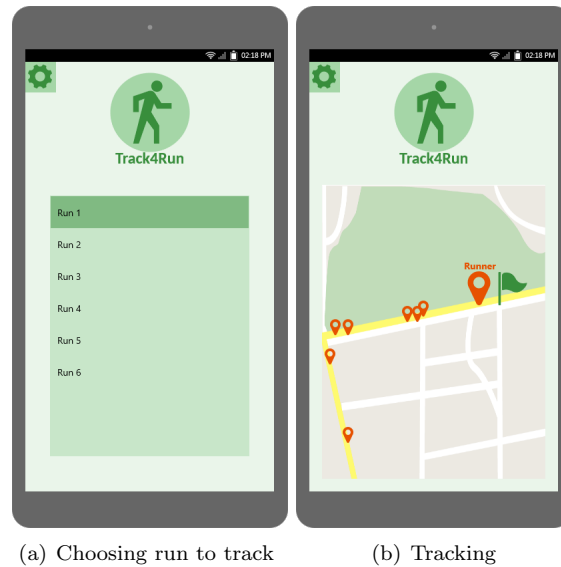 02:18 PM
Track4Run
Run 1
Run 2
Run 3
Run 4
Run 5
Run 6
(a) Choosing run to track
02:18 PM
Track4Run
Runner
(b) Tracking